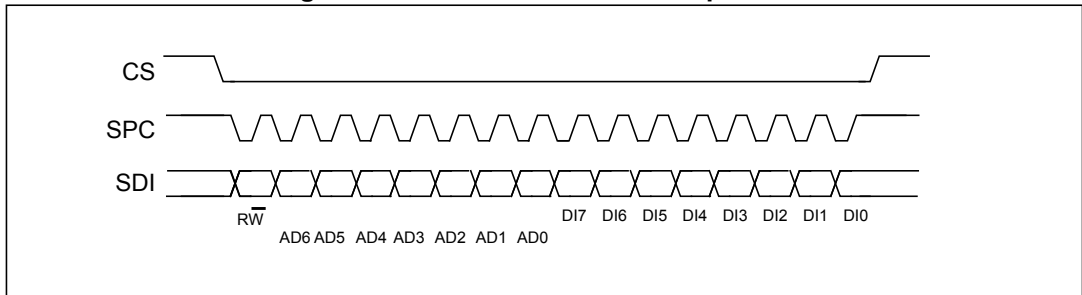 CS
SPC
SDI
RW̅
DI7 DI6 DI5 DI4 DI3 DI2 DI1 DI0
AD6 AD5 AD4 AD3 AD2 AD1 AD0